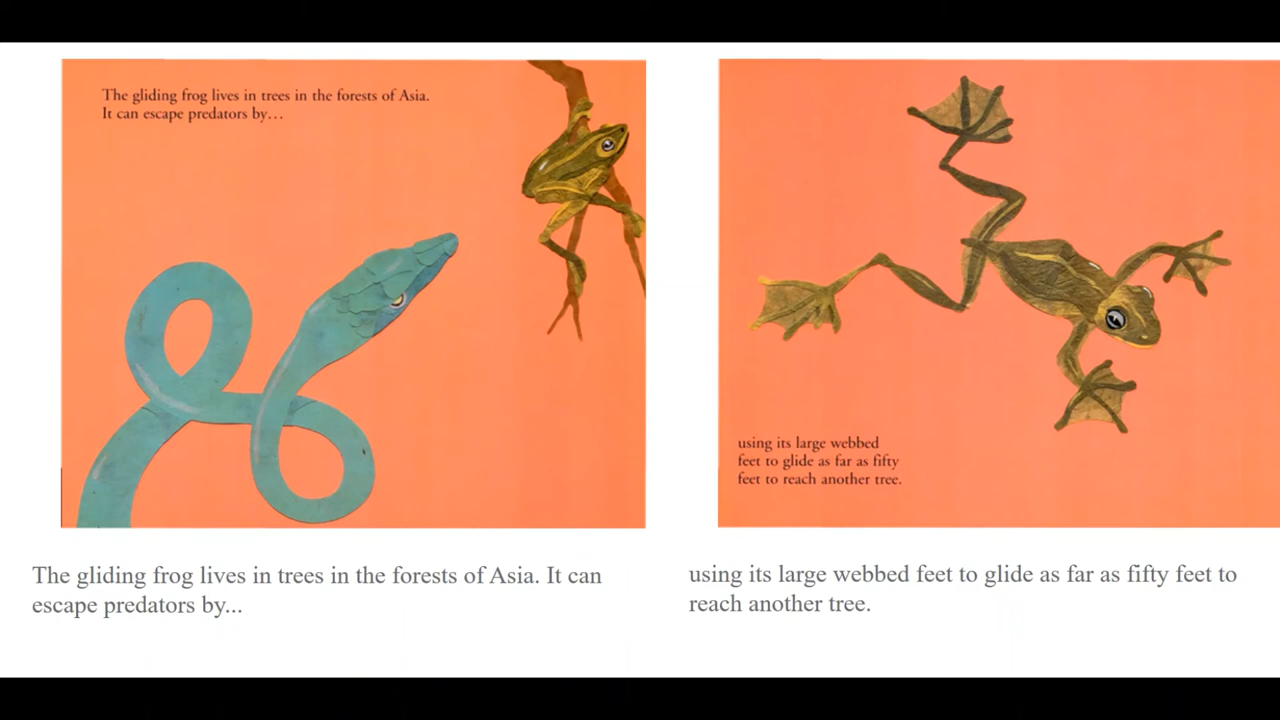 The gliding frog lives in trees in the forests of Asia.
It can escape predators by...
using its large webbed
feet to glide as far as fifty
feet to reach another tree.
The gliding frog lives in trees in the forests of Asia. It can
escape predators by...
using its large webbed feet to glide as far as fifty feet to
reach another tree.